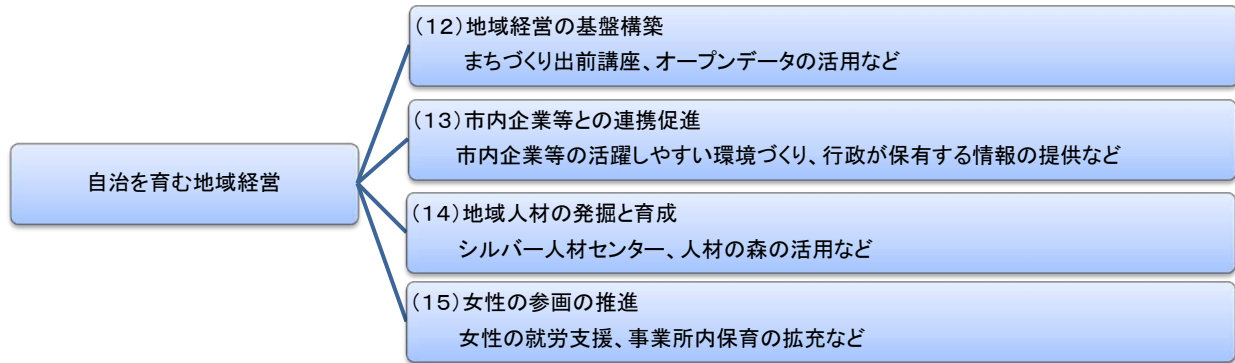 自治を育む地域経営
(12)地域経営の基盤構築
まちづくり出前講座、オープンデータの活用など
(13)市内企業等との連携促進
市内企業等の活躍しやすい環境づくり、行政が保有する情報の提供など
(14)地域人材の発掘と育成
シルバー人材センター、人材の森の活用など
(15)女性の参画の推進
女性の就労支援、事業所内保育の拡充など